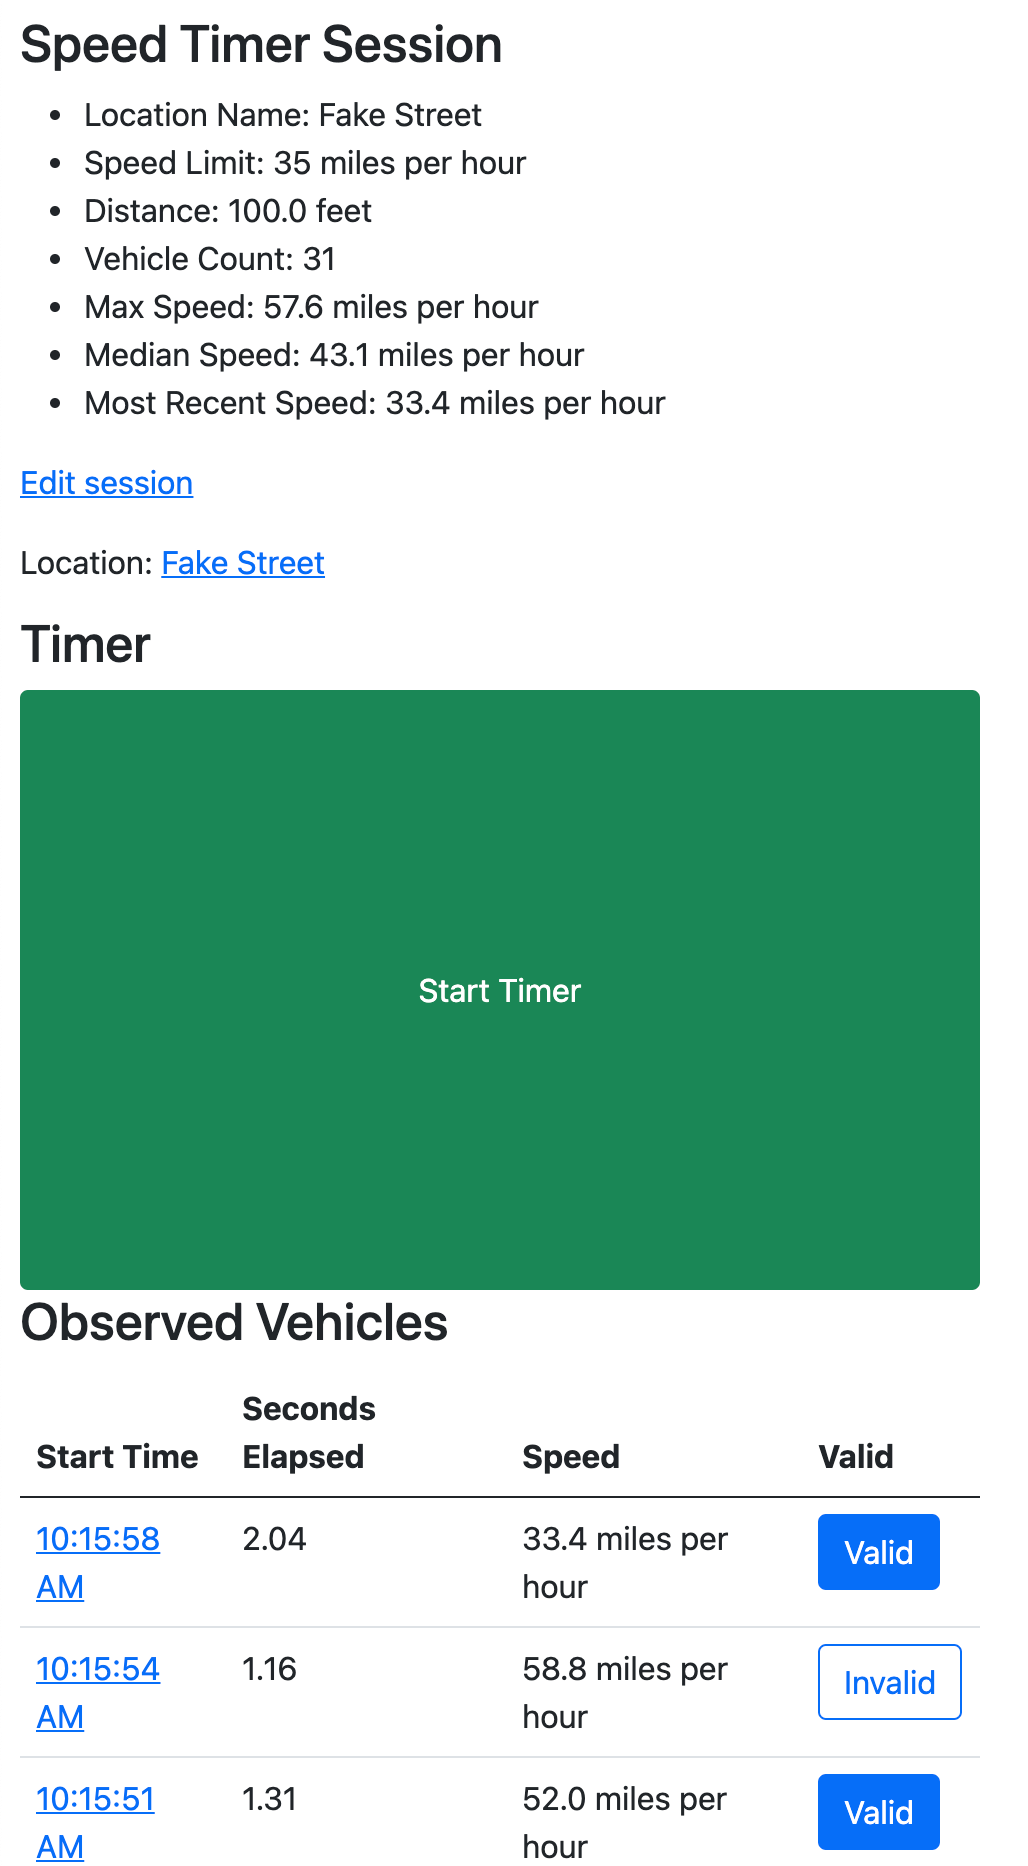 Speed Timer Session
• Location Name: Fake Street
• Speed Limit: 35 miles per hour
• Distance: 100.0 feet
• Vehicle Count: 31
• Max Speed: 57.6 miles per hour
• Median Speed: 43.1 miles per hour
• Most Recent Speed: 33.4 miles per hour
Edit session
Location: Fake Street
Timer
Start Timer
Observed Vehicles
Start Time Seconds Elapsed Speed Valid
10:15:58 AM 2.04 33.4 miles per hour Valid
10:15:54 AM 1.16 58.8 miles per hour Invalid
10:15:51 AM 1.31 52.0 miles per hour Valid